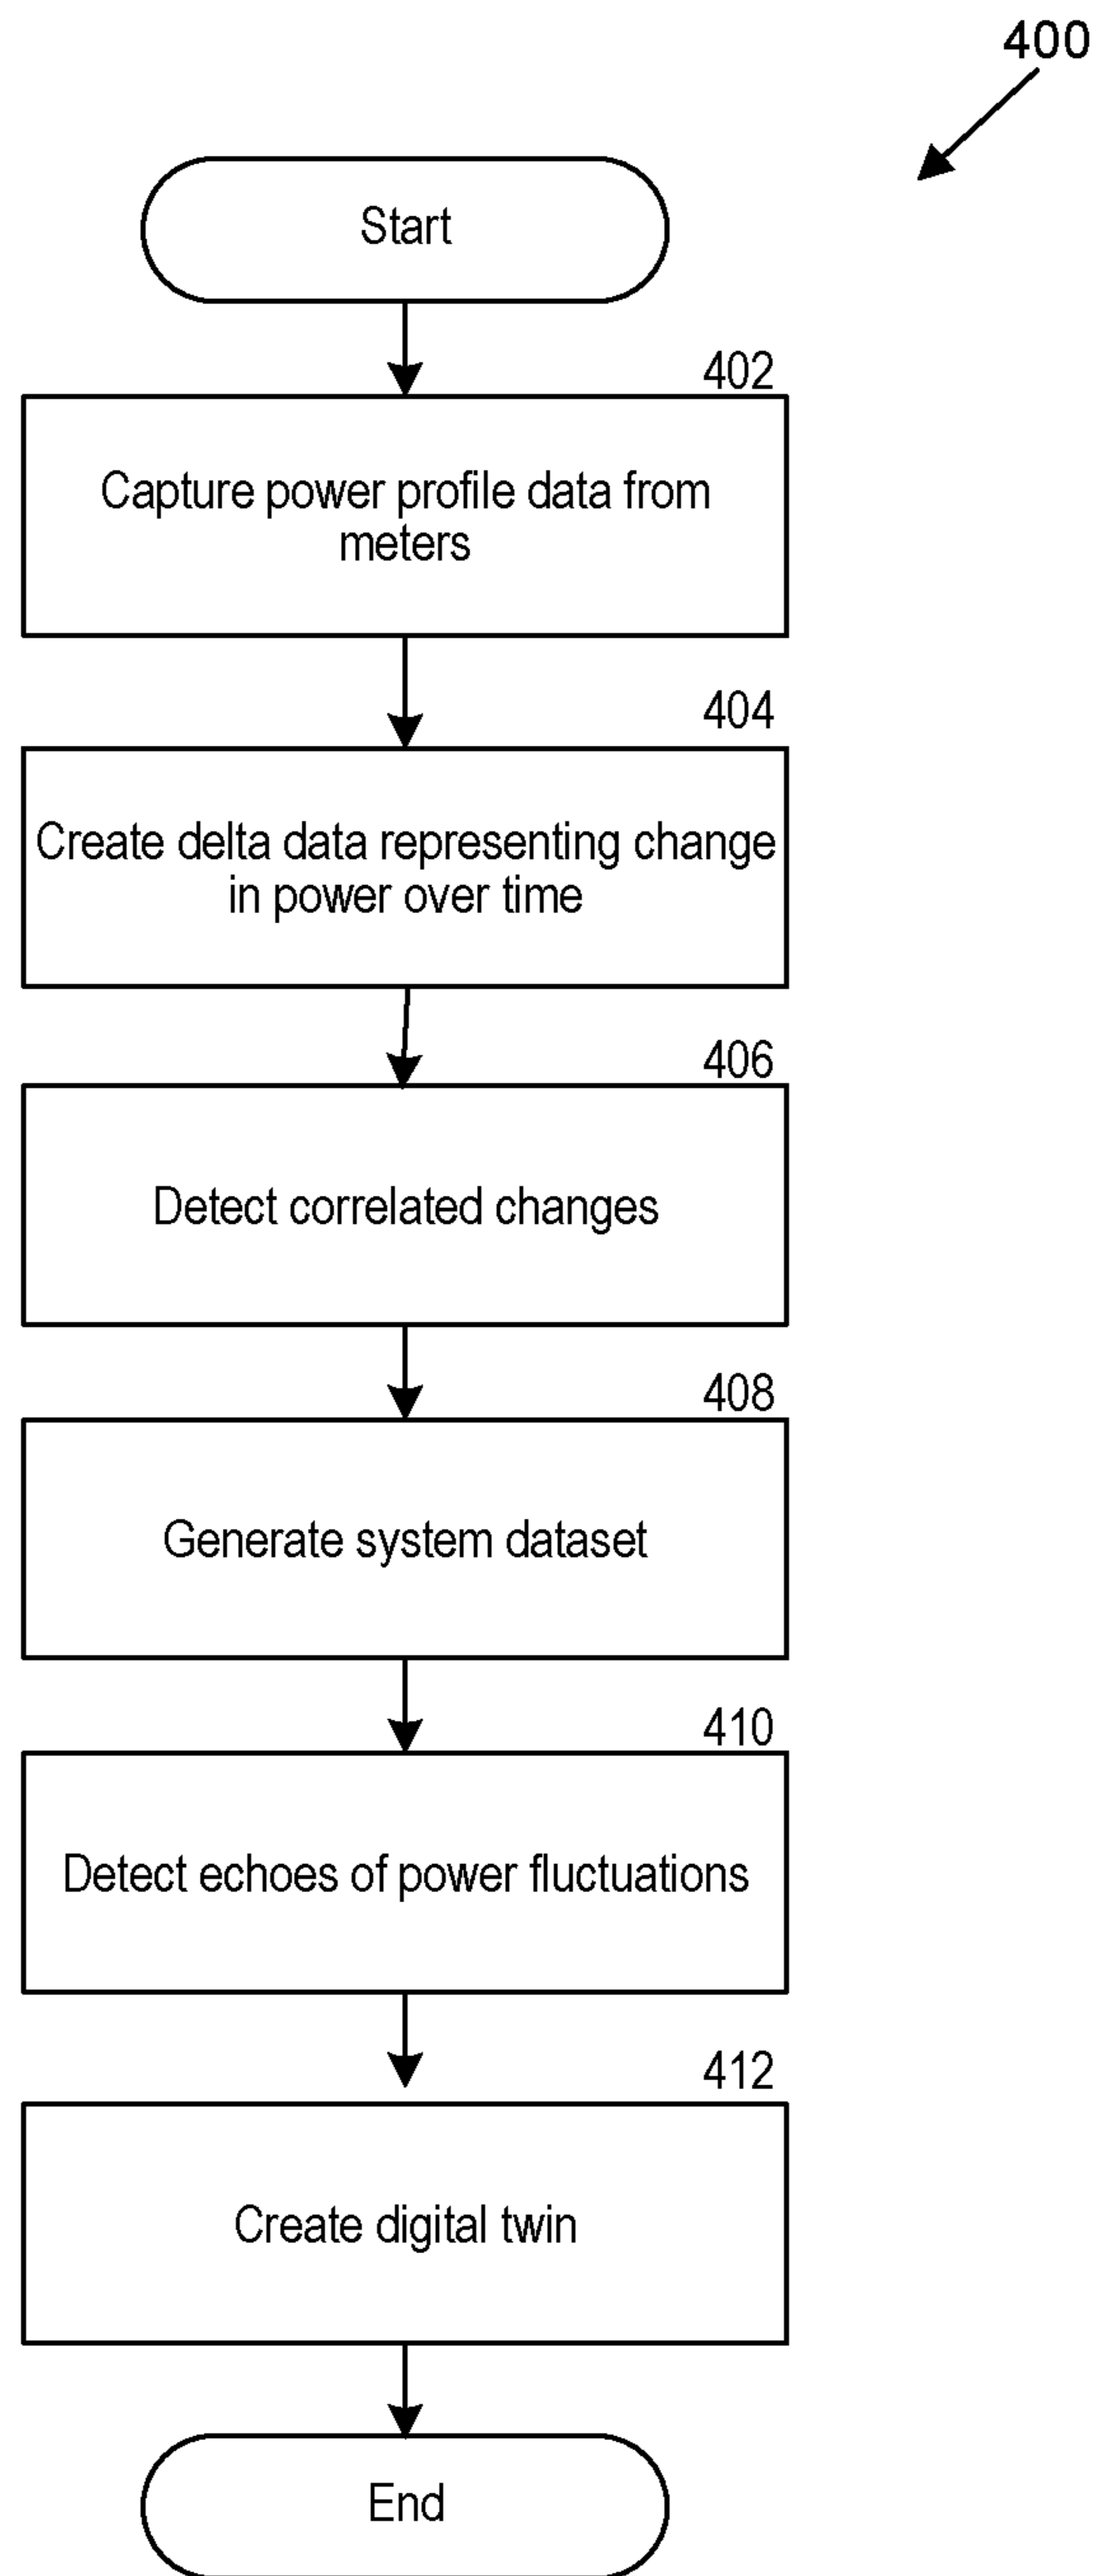 400
Start
402
Capture power profile data from
meters
404
Create delta data representing change
in power over time
406
Detect correlated changes
408
Generate system dataset
410
Detect echoes of power fluctuations
412
Create digital twin
End